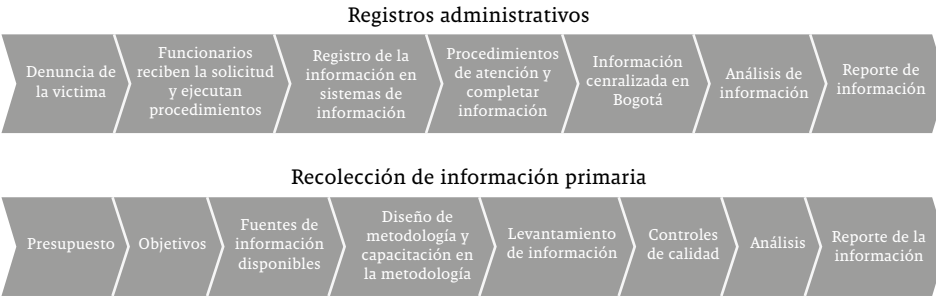 Registros administrativos
Denuncia de
la victima
Funcionarios
reciben la solicitud
y ejecutan
procedimientos
Registro de la
información en
sistemas de
información
Procedimientos
de atención y
completar
información
Información
cenralizada en
Bogotá
Análisis de
información
Reporte de
información
Recolección de información primaria
Presupuesto
Objetivos
Fuentes de
información
disponibles
Diseño de
metodología y
capacitación en
la metodología
Levantamiento
de información
Controles
de calidad
Análisis
Reporte de la
información